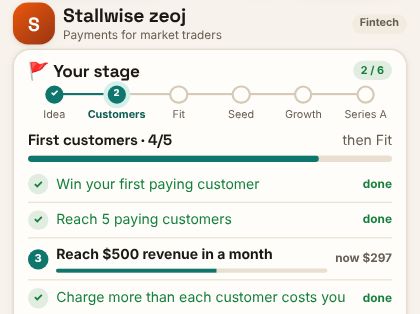 S
Stallwise zeoj
Payments for market traders
Fintech
🚩 Your stage
2 / 6
2
Idea Customers Fit Seed Growth Series A
First customers · 4/5 then Fit
Win your first paying customer done
Reach 5 paying customers done
3 Reach $500 revenue in a month now $297
Charge more than each customer costs you done